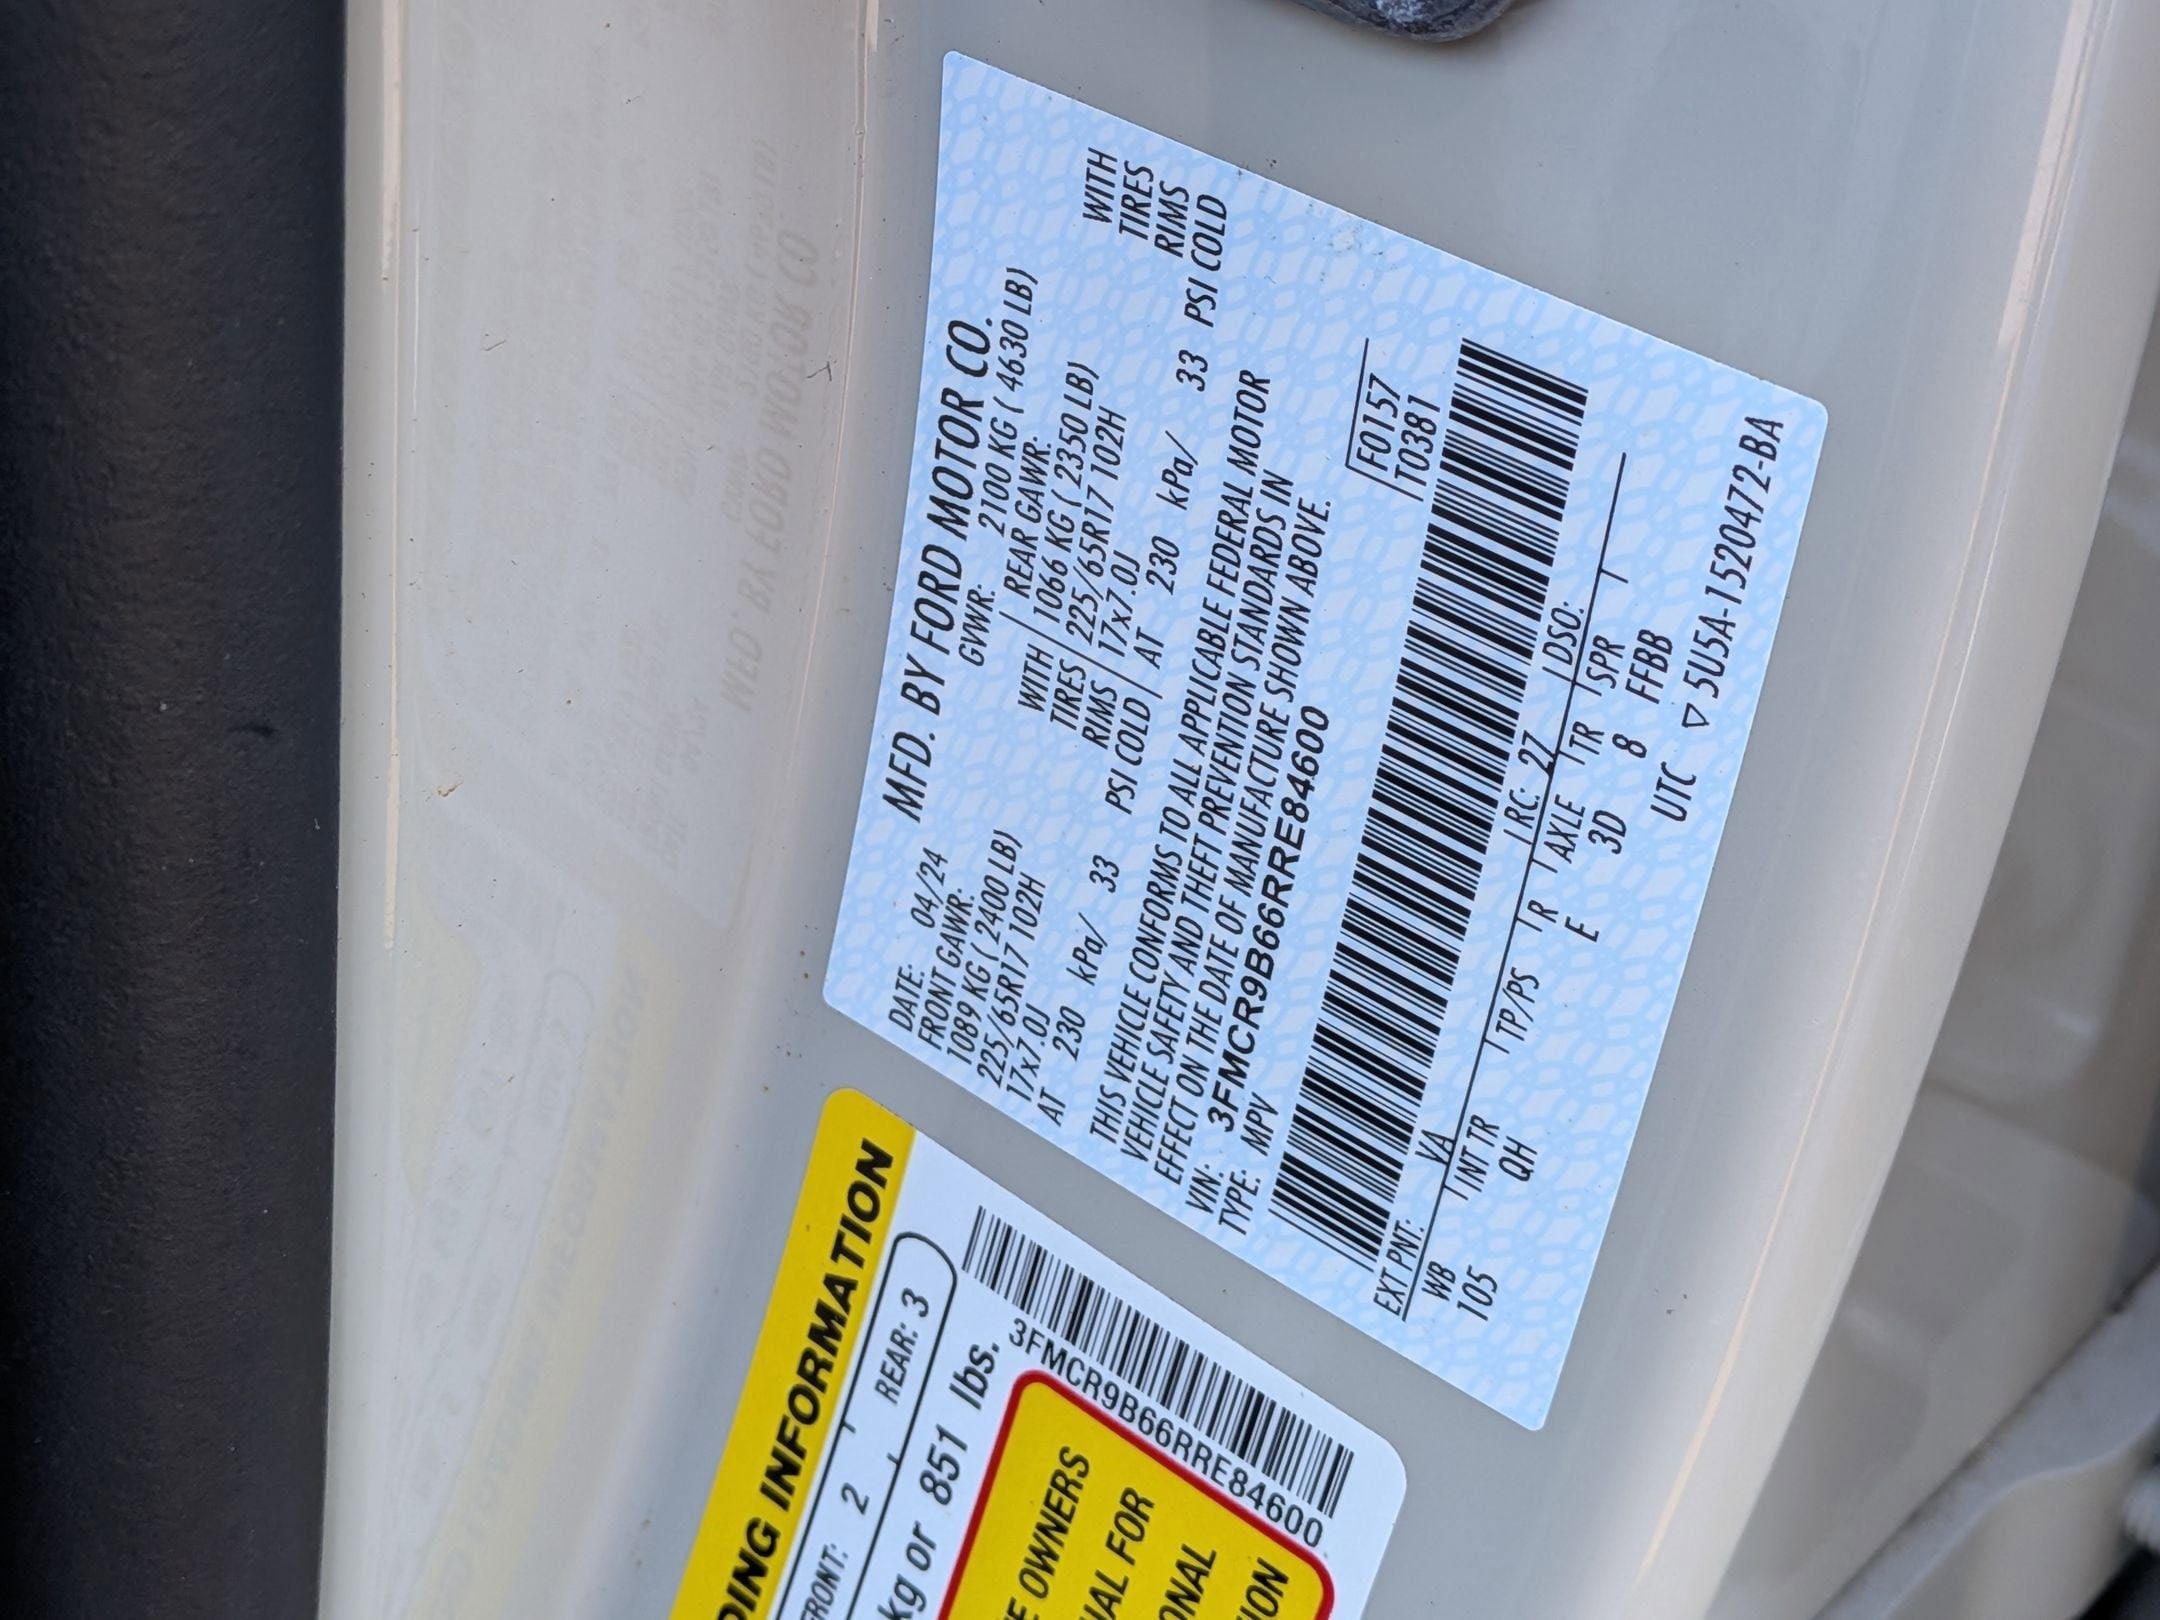 MFD. BY FORD MOTOR CO.
DATE: 04/24 GVWR: 2100 KG ( 4630 LB)
FRONT GAWR: REAR GAWR:
1089 KG ( 2400 LB) WITH 1066 KG ( 2350 LB) WITH
225/65R17 102H TIRES 225/65R17 102H TIRES
17x7.0J RIMS 17x7.0J RIMS
AT 230 kPa/ 33 PSI COLD AT 230 kPa/ 33 PSI COLD
THIS VEHICLE CONFORMS TO ALL APPLICABLE FEDERAL MOTOR
VEHICLE SAFETY AND THEFT PREVENTION STANDARDS IN
EFFECT ON THE DATE OF MANUFACTURE SHOWN ABOVE.
VIN: 3FMCR9B66RRE84600
TYPE: MPV
F0157
T0381
EXT PNT: YA RC: 27 DSO:
WB INT TR TP/PS R AXLE TR SPR
105 QH E 3D 8 FFBB
UTC ▽ 5U5A-1520472-BA
DING INFORMATION
FRONT: 2 REAR: 3
kg or 851 lbs.
3FMCR9B66RRE84600
E OWNERS
UAL FOR
ONAL
TION